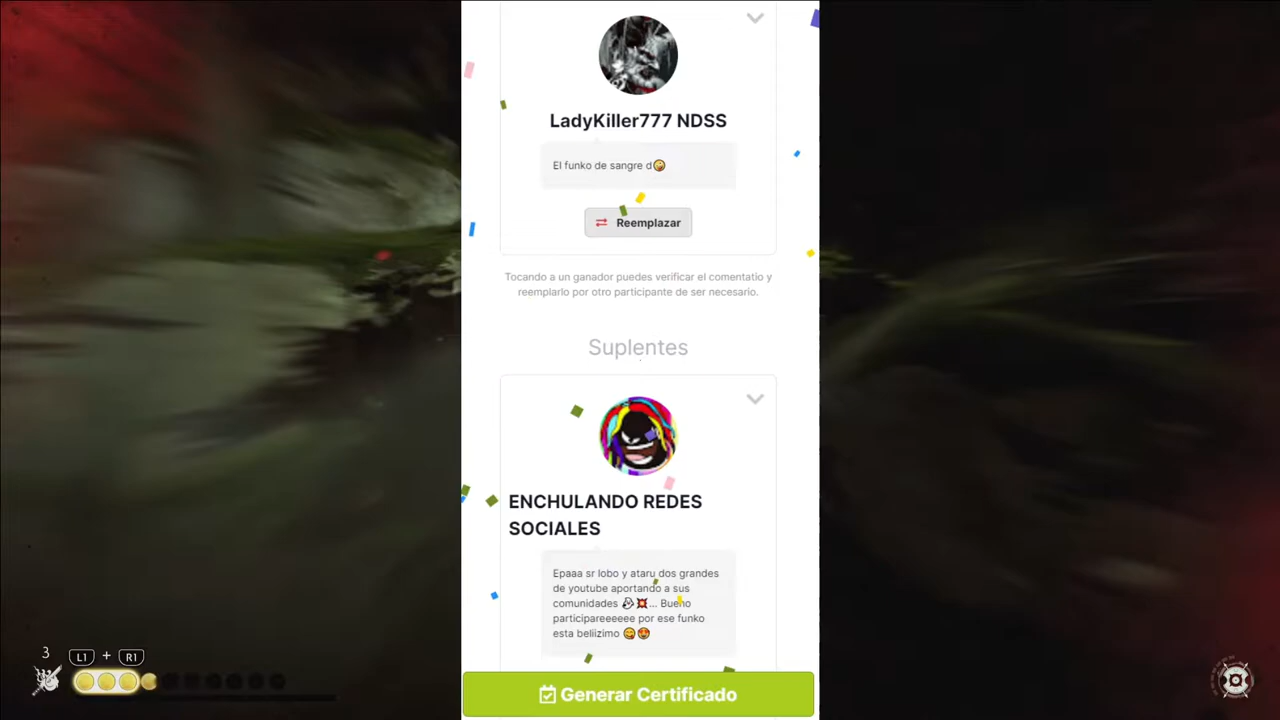 LadyKiller777 NDSS
El funko de sangre d
Reemplazar
Tocando a un ganador puedes verificar el comentatio y
reemplarlo por otro participante de ser necesario.
Suplentes
ENCHULANDO REDES
SOCIALES
Epaaa sr lobo y ataru dos grandes
de youtube aportando a sus
comunidades ... Bueno
participareeeeee por ese funko
esta beliizimo
3
L1 + R1
Generar Certificado